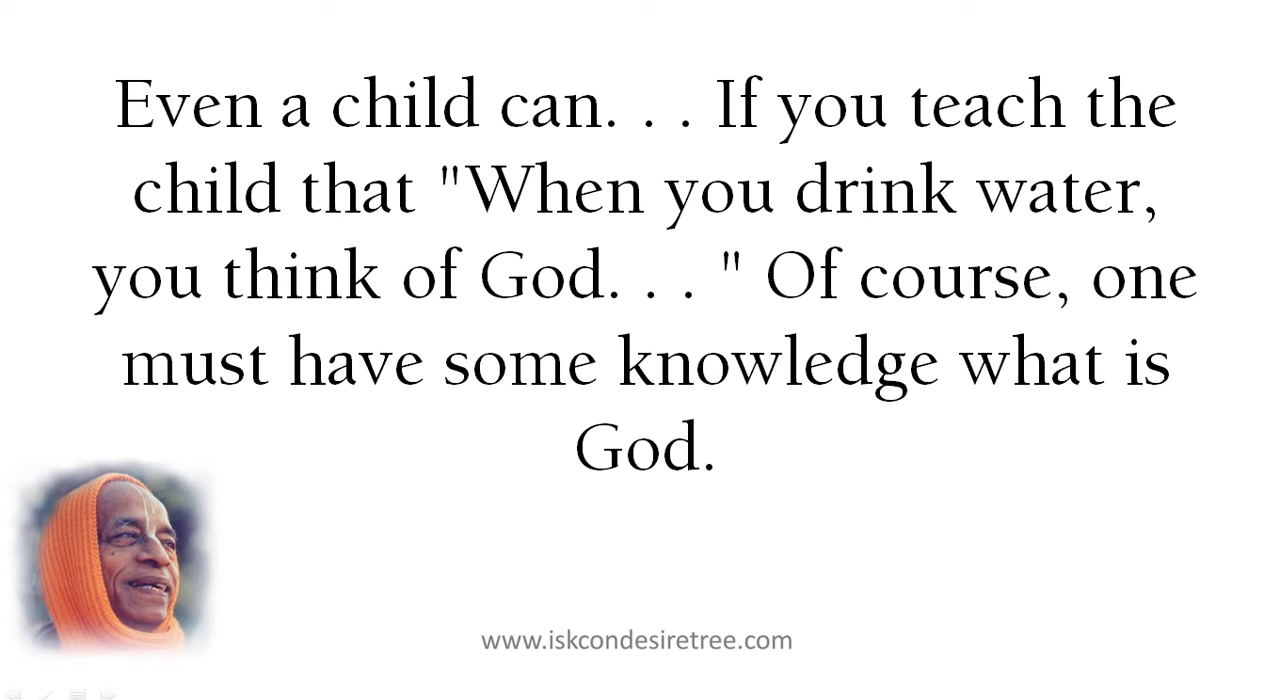 Even a child can. . . If you teach the
child that "When you drink water,
you think of God. . . " Of course, one
must have some knowledge what is
God.
www.iskcondesiretree.com